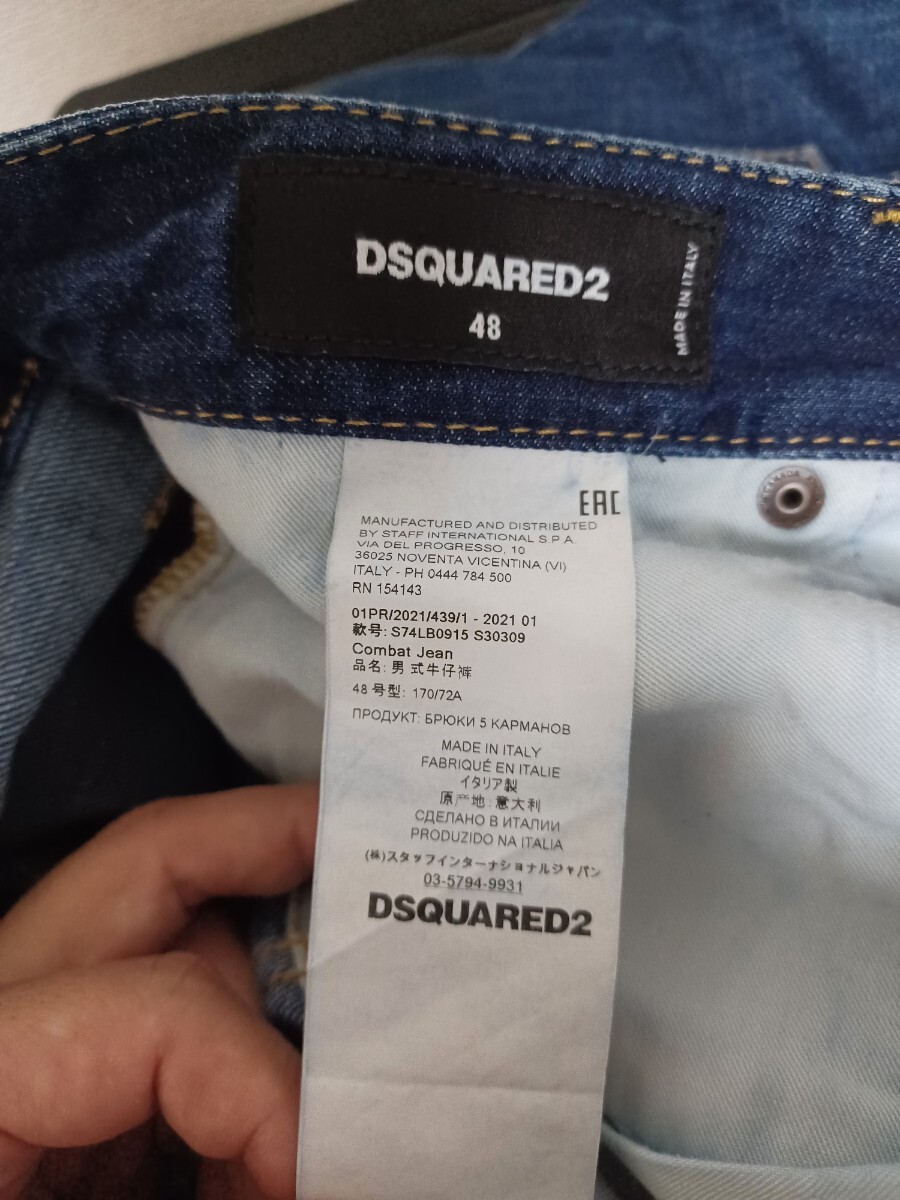 DSQUARED2
48
MADE IN ITALY
EAC
MANUFACTURED AND DISTRIBUTED
BY STAFF INTERNATIONAL S.P.A.
VIA DEL PROGRESSO, 10
36025 NOVENTA VICENTINA (VI)
ITALY - PH 0444 784 500
RN 154143
01PR/2021/439/1 - 2021 01
款号: S74LB0915 S30309
Combat Jean
品名: 男 式牛仔裤
48 号型: 170/72A
ПРОДУКТ: БРЮКИ 5 КАРМАНОВ
MADE IN ITALY
FABRIQUÉ EN ITALIE
イタリア製
原产地: 意大利
СДЕЛАНО В ИТАЛИИ
PRODUZIDO NA ITALIA
(株)スタッフインターナショナルジャパン
03-5794-9931
DSQUARED2